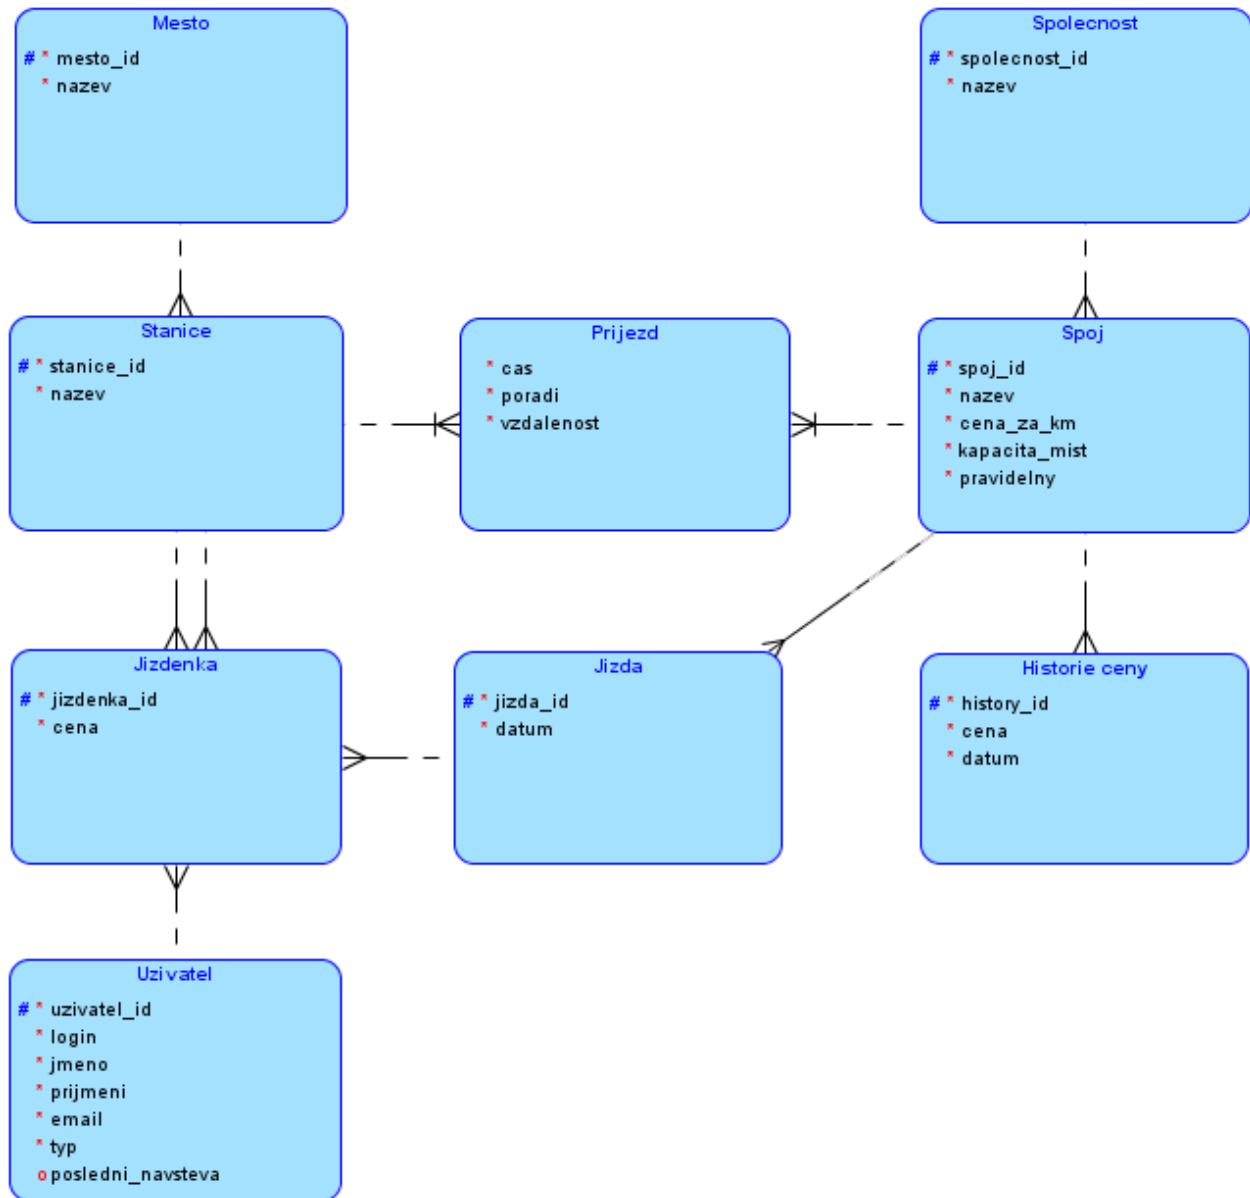 Mesto
# * mesto_id
* nazev
Spolecnost
# * spolecnost_id
* nazev
Stanice
# * stanice_id
* nazev
Prijezd
* cas
* poradi
* vzdalenost
Spoj
# * spoj_id
* nazev
* cena_za_km
* kapacita_mist
* pravidelny
Jizdenka
# * jizdenka_id
* cena
Jizda
# * jizda_id
* datum
Historie ceny
# * history_id
* cena
* datum
Uzivatel
# * uzivatel_id
* login
* jmeno
* prijmeni
* email
* typ
o posledni_navsteva